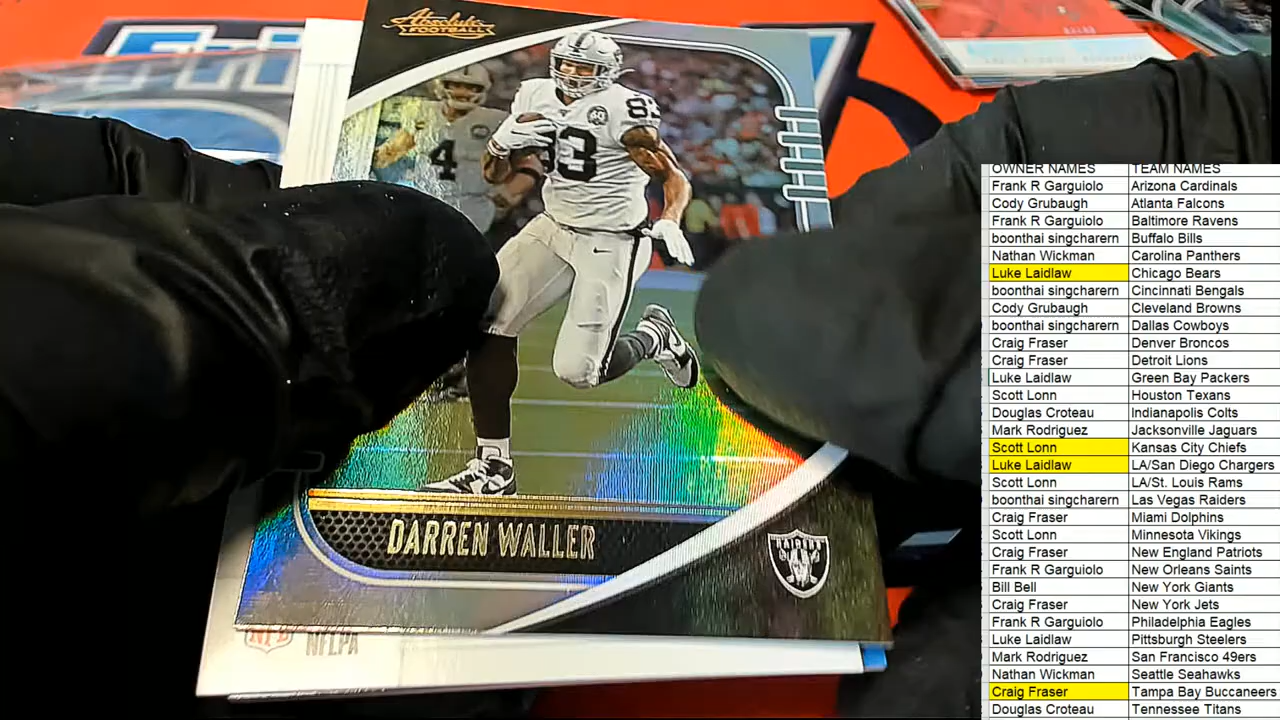 Absolute
FOOTBALL
83
83
4
DARREN WALLER
RAIDERS
NFL
NFLPA
OWNER NAMES TEAM NAMES
Frank R Garguiolo Arizona Cardinals
Cody Grubaugh Atlanta Falcons
Frank R Garguiolo Baltimore Ravens
boonthai singcharern Buffalo Bills
Nathan Wickman Carolina Panthers
Luke Laidlaw Chicago Bears
boonthai singcharern Cincinnati Bengals
Cody Grubaugh Cleveland Browns
boonthai singcharern Dallas Cowboys
Craig Fraser Denver Broncos
Craig Fraser Detroit Lions
Luke Laidlaw Green Bay Packers
Scott Lonn Houston Texans
Douglas Croteau Indianapolis Colts
Mark Rodriguez Jacksonville Jaguars
Scott Lonn Kansas City Chiefs
Luke Laidlaw LA/San Diego Chargers
Scott Lonn LA/St. Louis Rams
boonthai singcharern Las Vegas Raiders
Craig Fraser Miami Dolphins
Scott Lonn Minnesota Vikings
Craig Fraser New England Patriots
Frank R Garguiolo New Orleans Saints
Bill Bell New York Giants
Craig Fraser New York Jets
Frank R Garguiolo Philadelphia Eagles
Luke Laidlaw Pittsburgh Steelers
Mark Rodriguez San Francisco 49ers
Nathan Wickman Seattle Seahawks
Craig Fraser Tampa Bay Buccaneers
Douglas Croteau Tennessee Titans